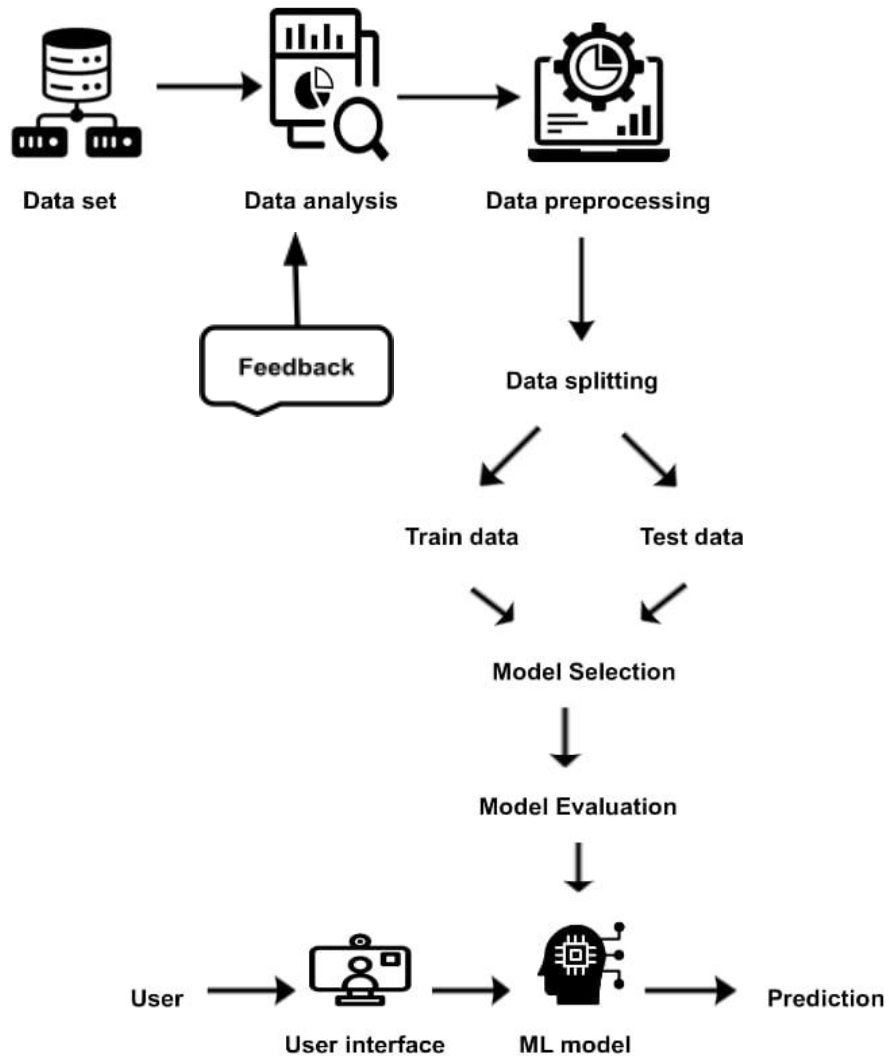 Data set
Data analysis
Data preprocessing
Feedback
Data splitting
Train data
Test data
Model Selection
Model Evaluation
User
User interface
ML model
Prediction